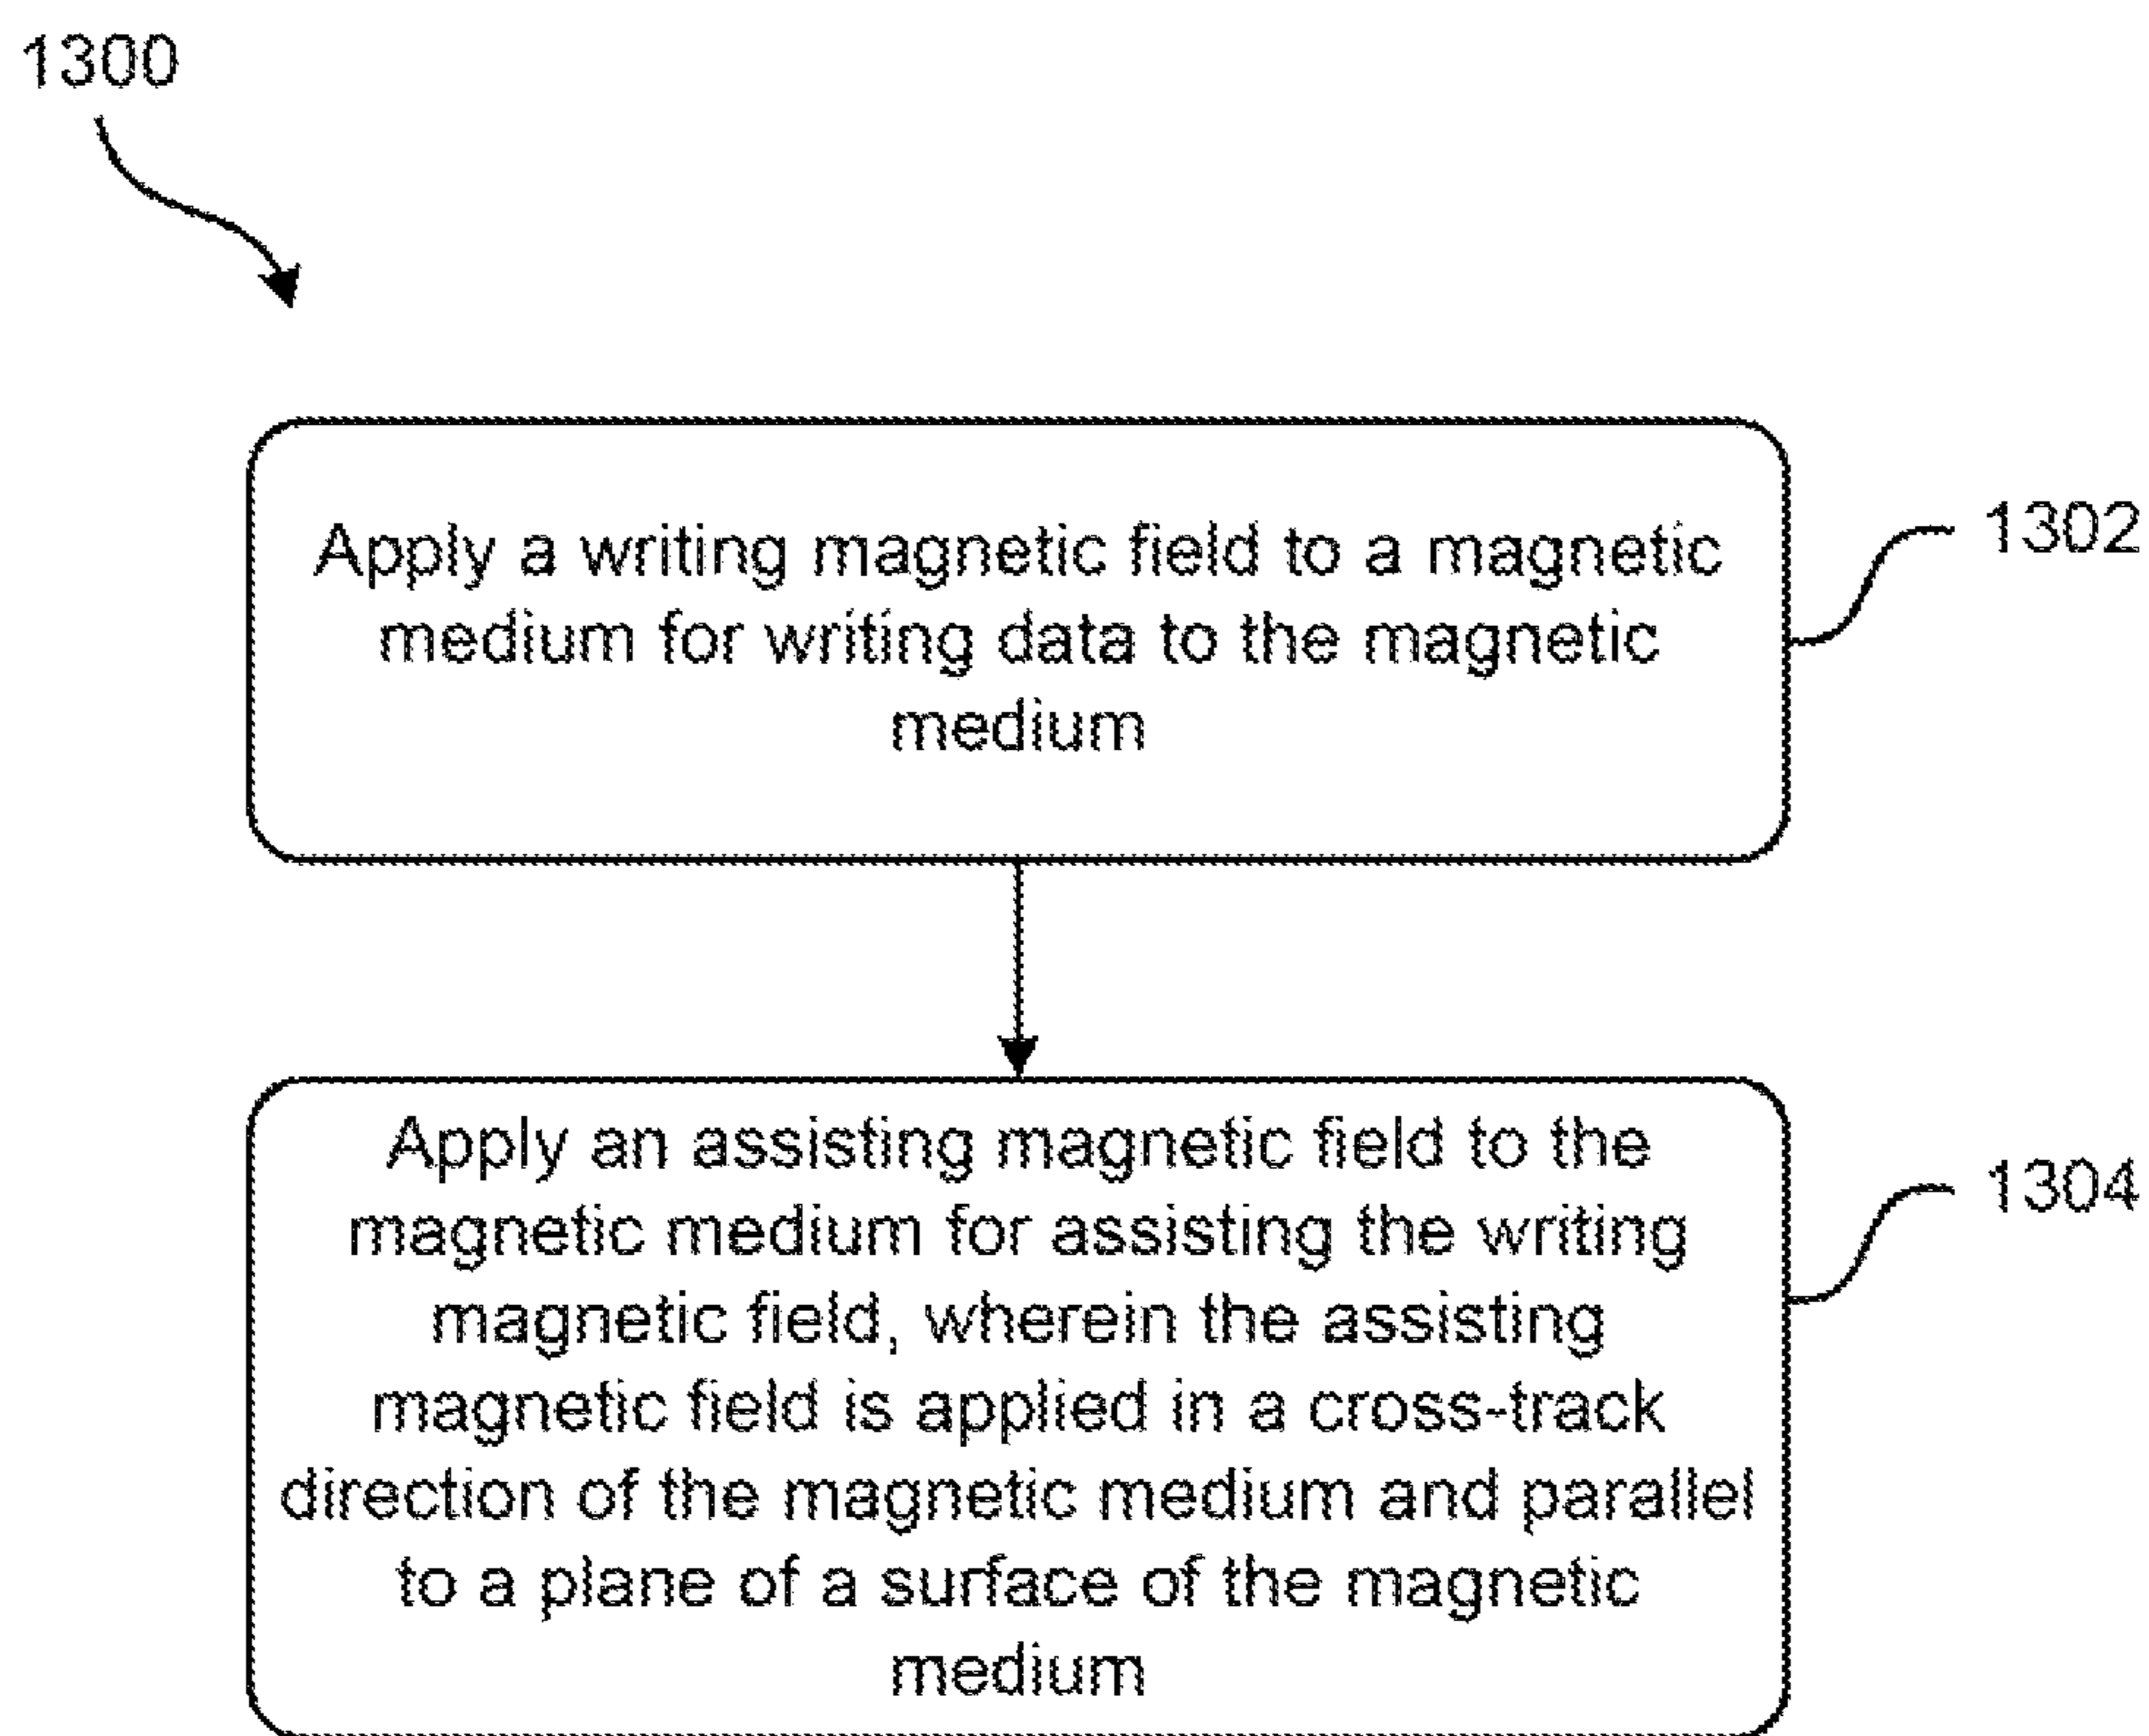 1300
Apply a writing magnetic field to a magnetic
medium for writing data to the magnetic
medium
1302
Apply an assisting magnetic field to the
magnetic medium for assisting the writing
magnetic field, wherein the assisting
magnetic field is applied in a cross-track
direction of the magnetic medium and parallel
to a plane of a surface of the magnetic
medium
1304